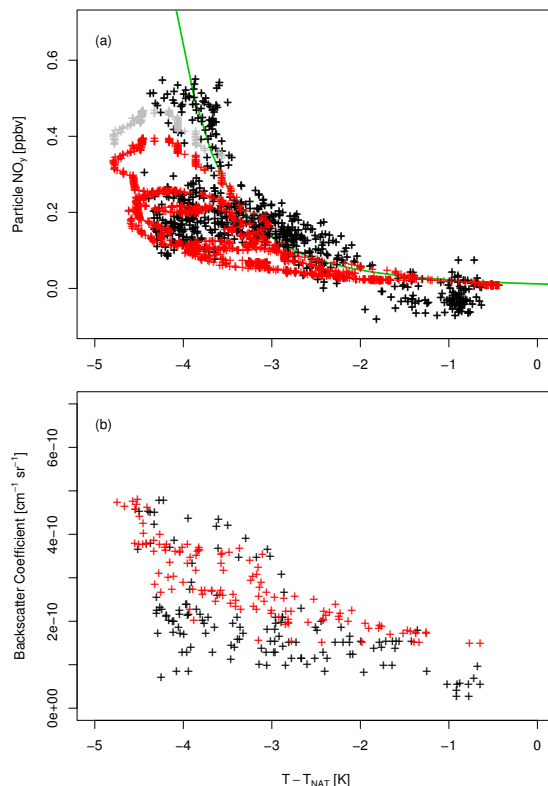 (a)
Particle NOy [ppbv]
0.6
0.4
0.2
0.0
−5 −4 −3 −2 −1 0
(b)
Backscatter Coefficient [cm−1 sr−1]
6e-10
4e-10
2e-10
0e+00
−5 −4 −3 −2 −1 0
T − TNAT [K]